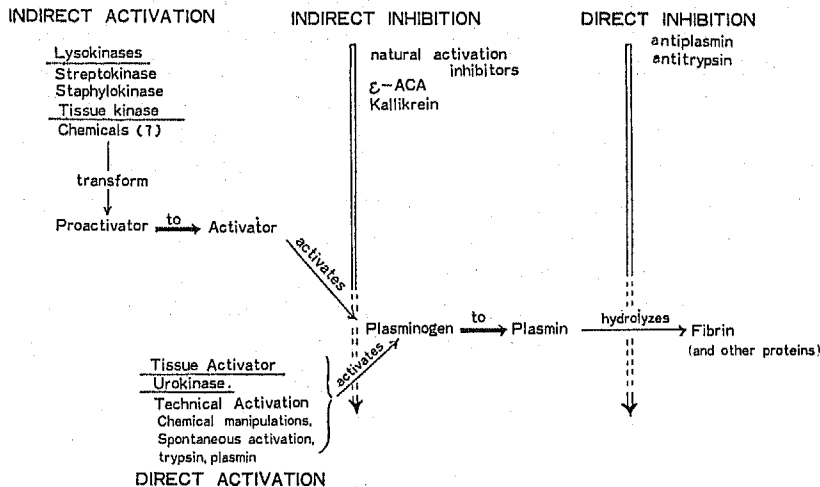 INDIRECT ACTIVATION
Lysokinases
Streptokinase
Staphylokinase
Tissue kinase
Chemicals (?)
transform
Proactivator to Activator
activates
INDIRECT INHIBITION
natural activation
inhibitors
ε-ACA
Kallikrein
DIRECT INHIBITION
antiplasmin
antitrypsin
Plasminogen to Plasmin hydrolyzes Fibrin
(and other proteins)
activates
Tissue Activator
Urokinase.
Technical Activation
Chemical manipulations,
Spontaneous activation,
trypsin, plasmin
DIRECT ACTIVATION